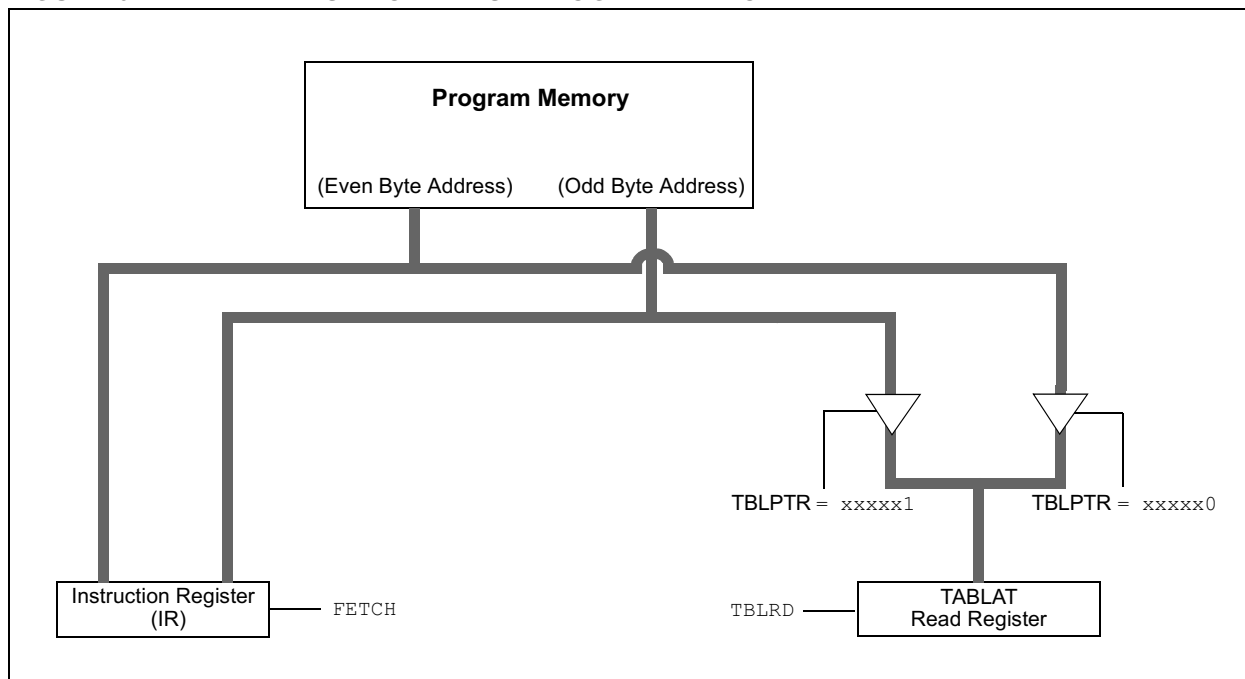 Program Memory
(Even Byte Address) (Odd Byte Address)
TBLPTR = xxxxx1 TBLPTR = xxxxx0
Instruction Register
(IR)
FETCH
TBLRD
TABLAT
Read Register